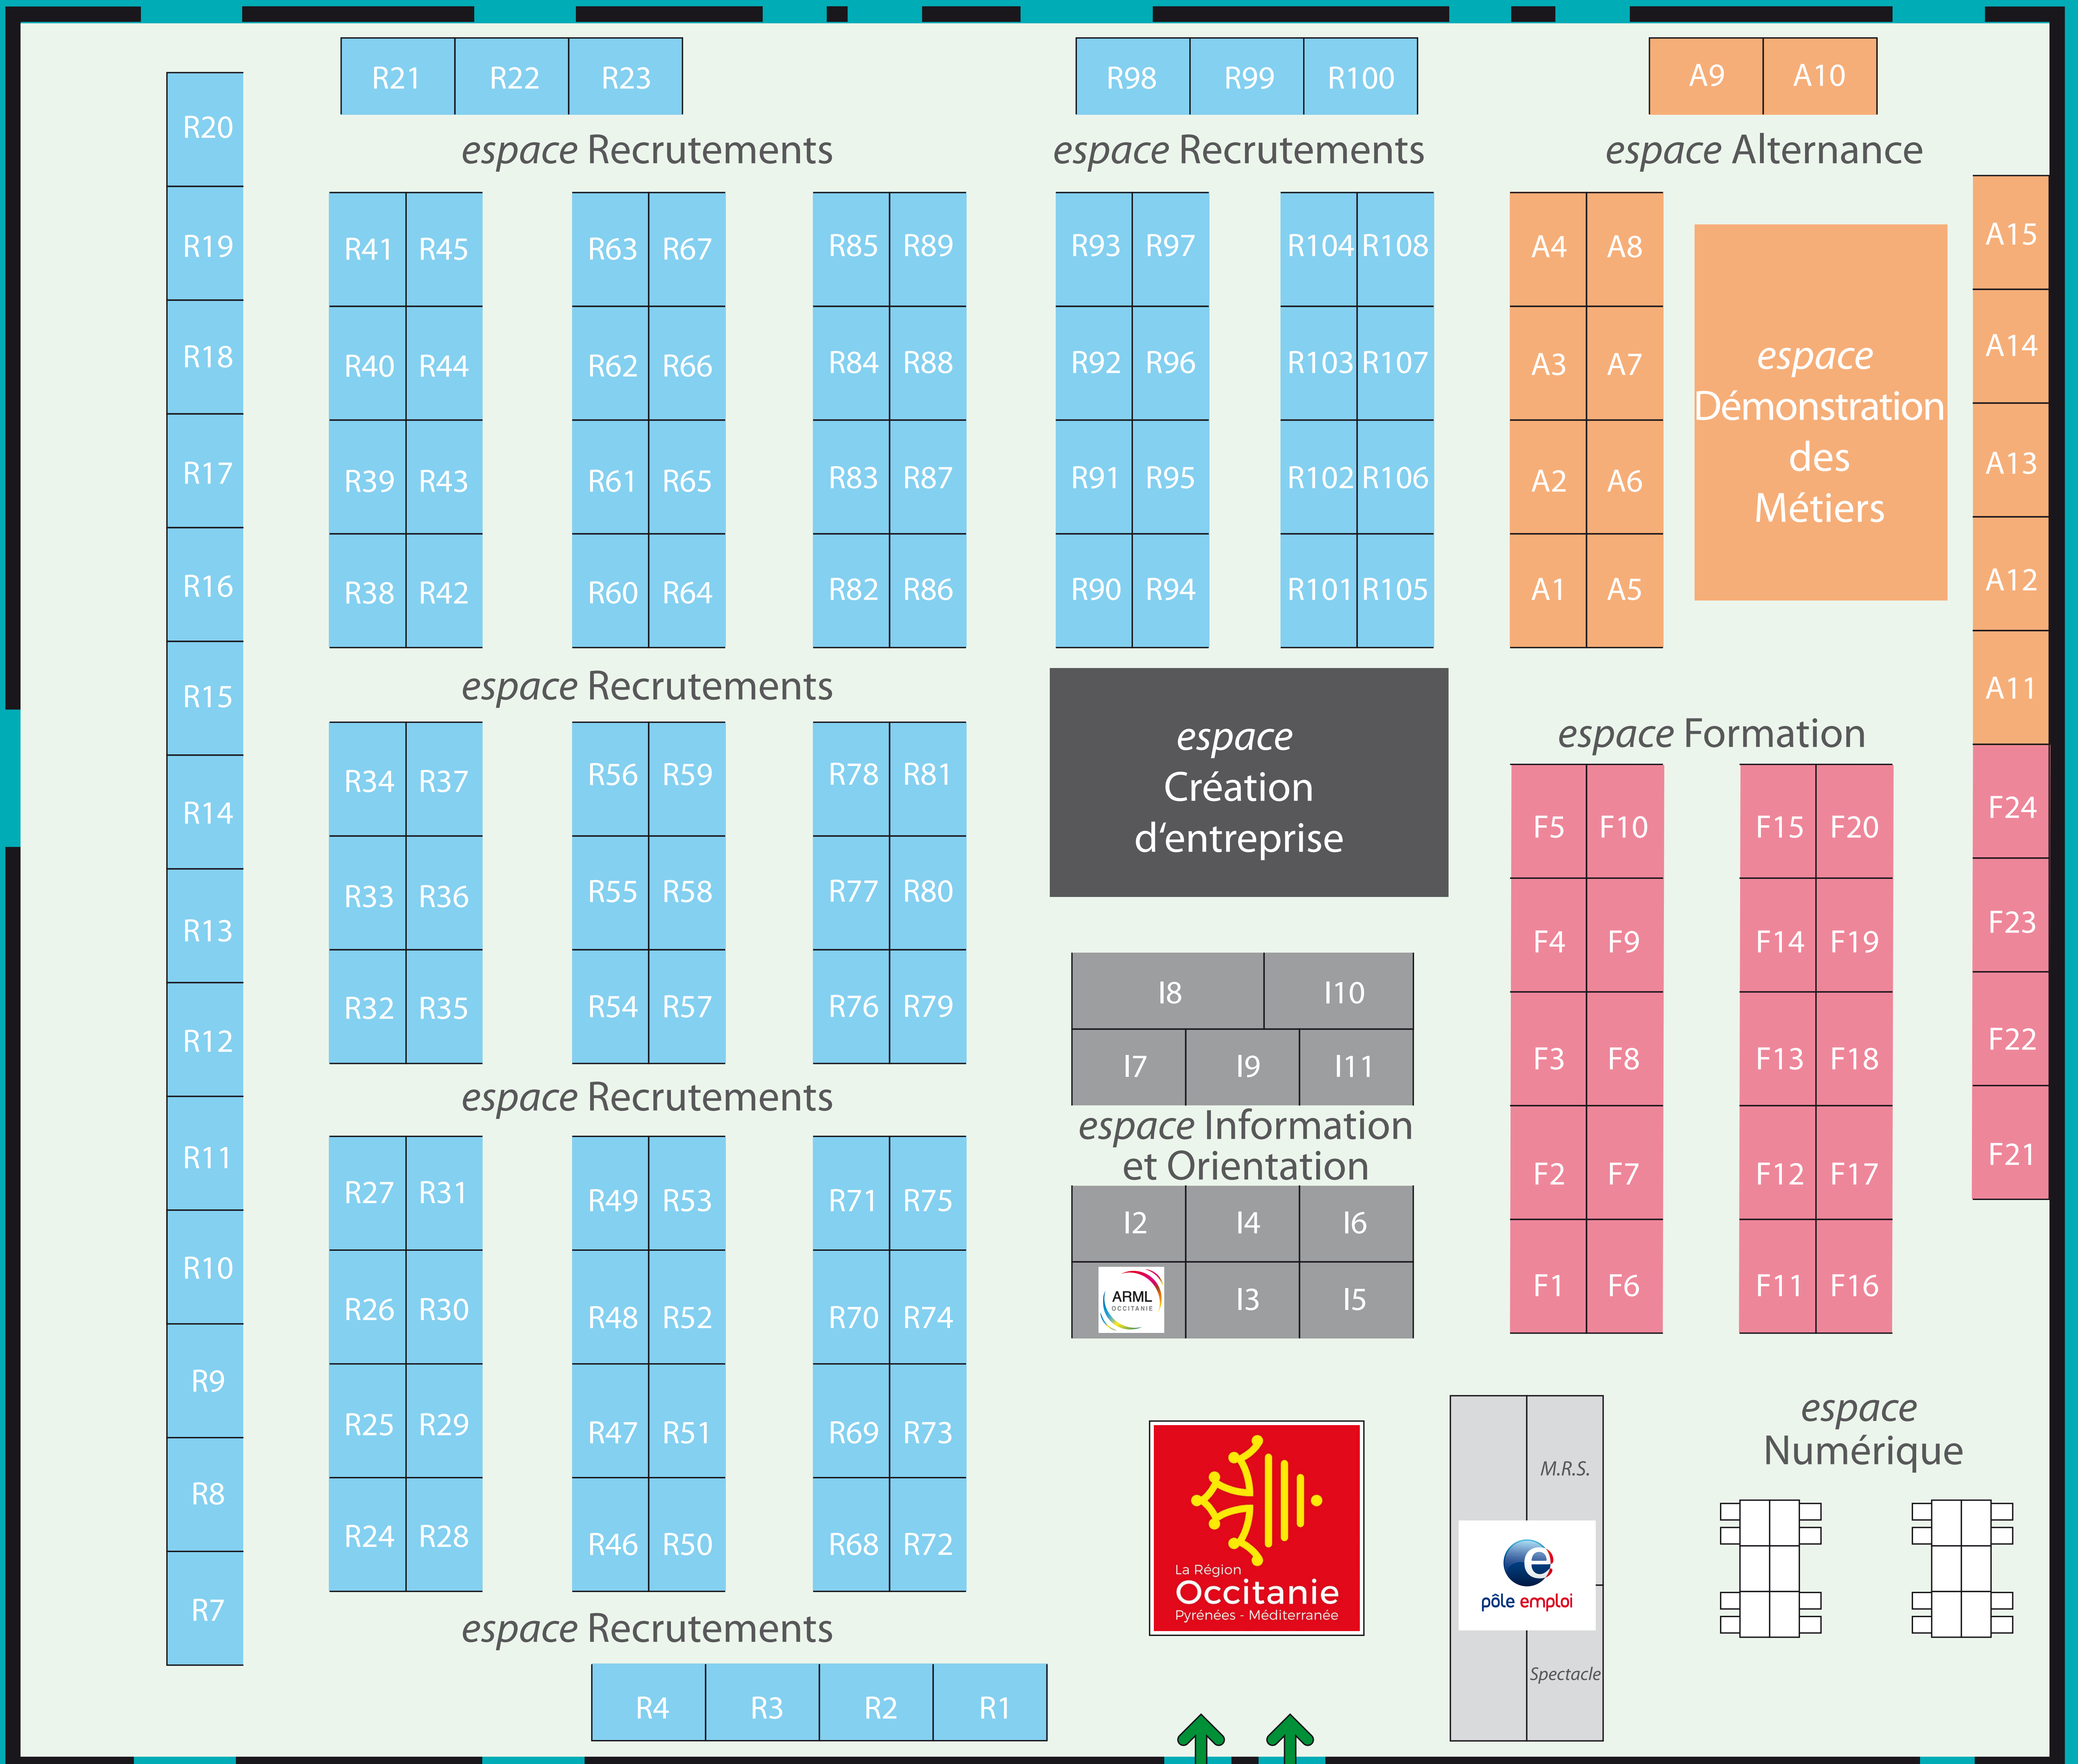 R21 R22 R23
R98 R99 R100
A9 A10
espace Recrutements
espace Recrutements
espace Alternance
R20
R19
R18
R17
R16
R15
R14
R13
R12
R11
R10
R9
R8
R7
R41 R45
R40 R44
R39 R43
R38 R42
R63 R67
R62 R66
R61 R65
R60 R64
R85 R89
R84 R88
R83 R87
R82 R86
R93 R97
R92 R96
R91 R95
R90 R94
R104 R108
R103 R107
R102 R106
R101 R105
A4 A8
A3 A7
A2 A6
A1 A5
espace
Démonstration
des
Métiers
A15
A14
A13
A12
A11
F24
F23
F22
F21
espace Recrutements
R34 R37
R33 R36
R32 R35
R56 R59
R55 R58
R54 R57
R78 R81
R77 R80
R76 R79
espace
Création
d‘entreprise
espace Formation
F5 F10
F4 F9
F3 F8
F2 F7
F1 F6
F15 F20
F14 F19
F13 F18
F12 F17
F11 F16
I8 I10
I7 I9 I11
espace Information
et Orientation
I2 I4 I6
ARML
OCCITANIE
I3 I5
espace Recrutements
R27 R31
R26 R30
R25 R29
R24 R28
R49 R53
R48 R52
R47 R51
R46 R50
R71 R75
R70 R74
R69 R73
R68 R72
espace Recrutements
R4 R3 R2 R1
La Région
Occitanie
Pyrénées - Méditerranée
M.R.S.
pôle emploi
Spectacle
espace
Numérique